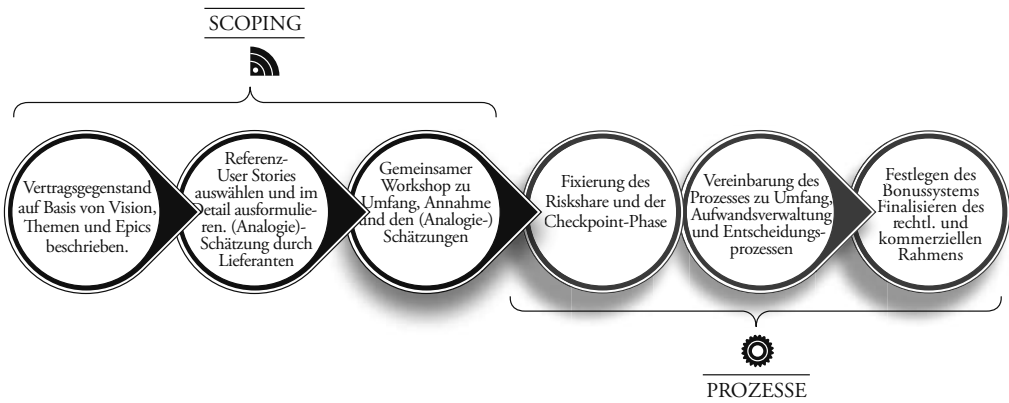 SCOPING
Vertragsgegenstand
auf Basis von Vision,
Themen und Epics
beschrieben.
Referenz-
User Stories
auswählen und im
Detail ausformulie-
ren. (Analogie)-
Schätzung durch
Lieferanten
Gemeinsamer
Workshop zu
Umfang, Annahme
und den (Analogie-)
Schätzungen
Fixierung des
Riskshare und der
Checkpoint-Phase
Vereinbarung des
Prozesses zu Umfang,
Aufwandsverwaltung
und Entscheidungs-
prozessen
Festlegen des
Bonussystems
Finalisieren des
rechtl. und
kommerziellen
Rahmens
PROZESSE